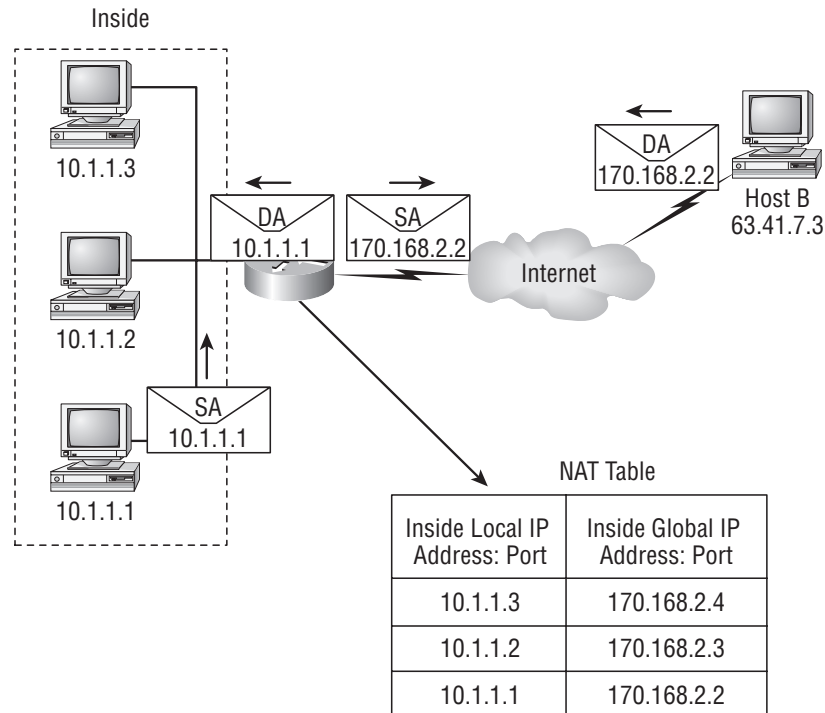 Inside
10.1.1.3
10.1.1.2
10.1.1.1
SA
10.1.1.1
DA
10.1.1.1
SA
170.168.2.2
Internet
DA
170.168.2.2
Host B
63.41.7.3
NAT Table
Inside Local IP
Address: Port
Inside Global IP
Address: Port
10.1.1.3
170.168.2.4
10.1.1.2
170.168.2.3
10.1.1.1
170.168.2.2